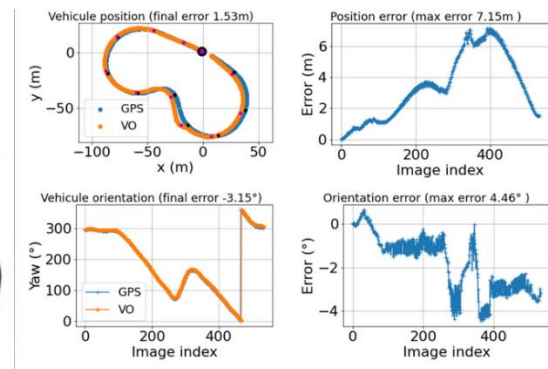 Vehicule position (final error 1.53m)
y (m)
0
−50
GPS
VO
−100
−50
0
50
x (m)
Position error (max error 7.15m )
Error (m)
6
4
2
0
0
200
400
Image index
Vehicule orientation (final error -3.15°)
Yaw (°)
300
200
100
0
GPS
VO
0
200
400
Image index
Orientation error (max error 4.46° )
Error (°)
0
−2
−4
0
200
400
Image index